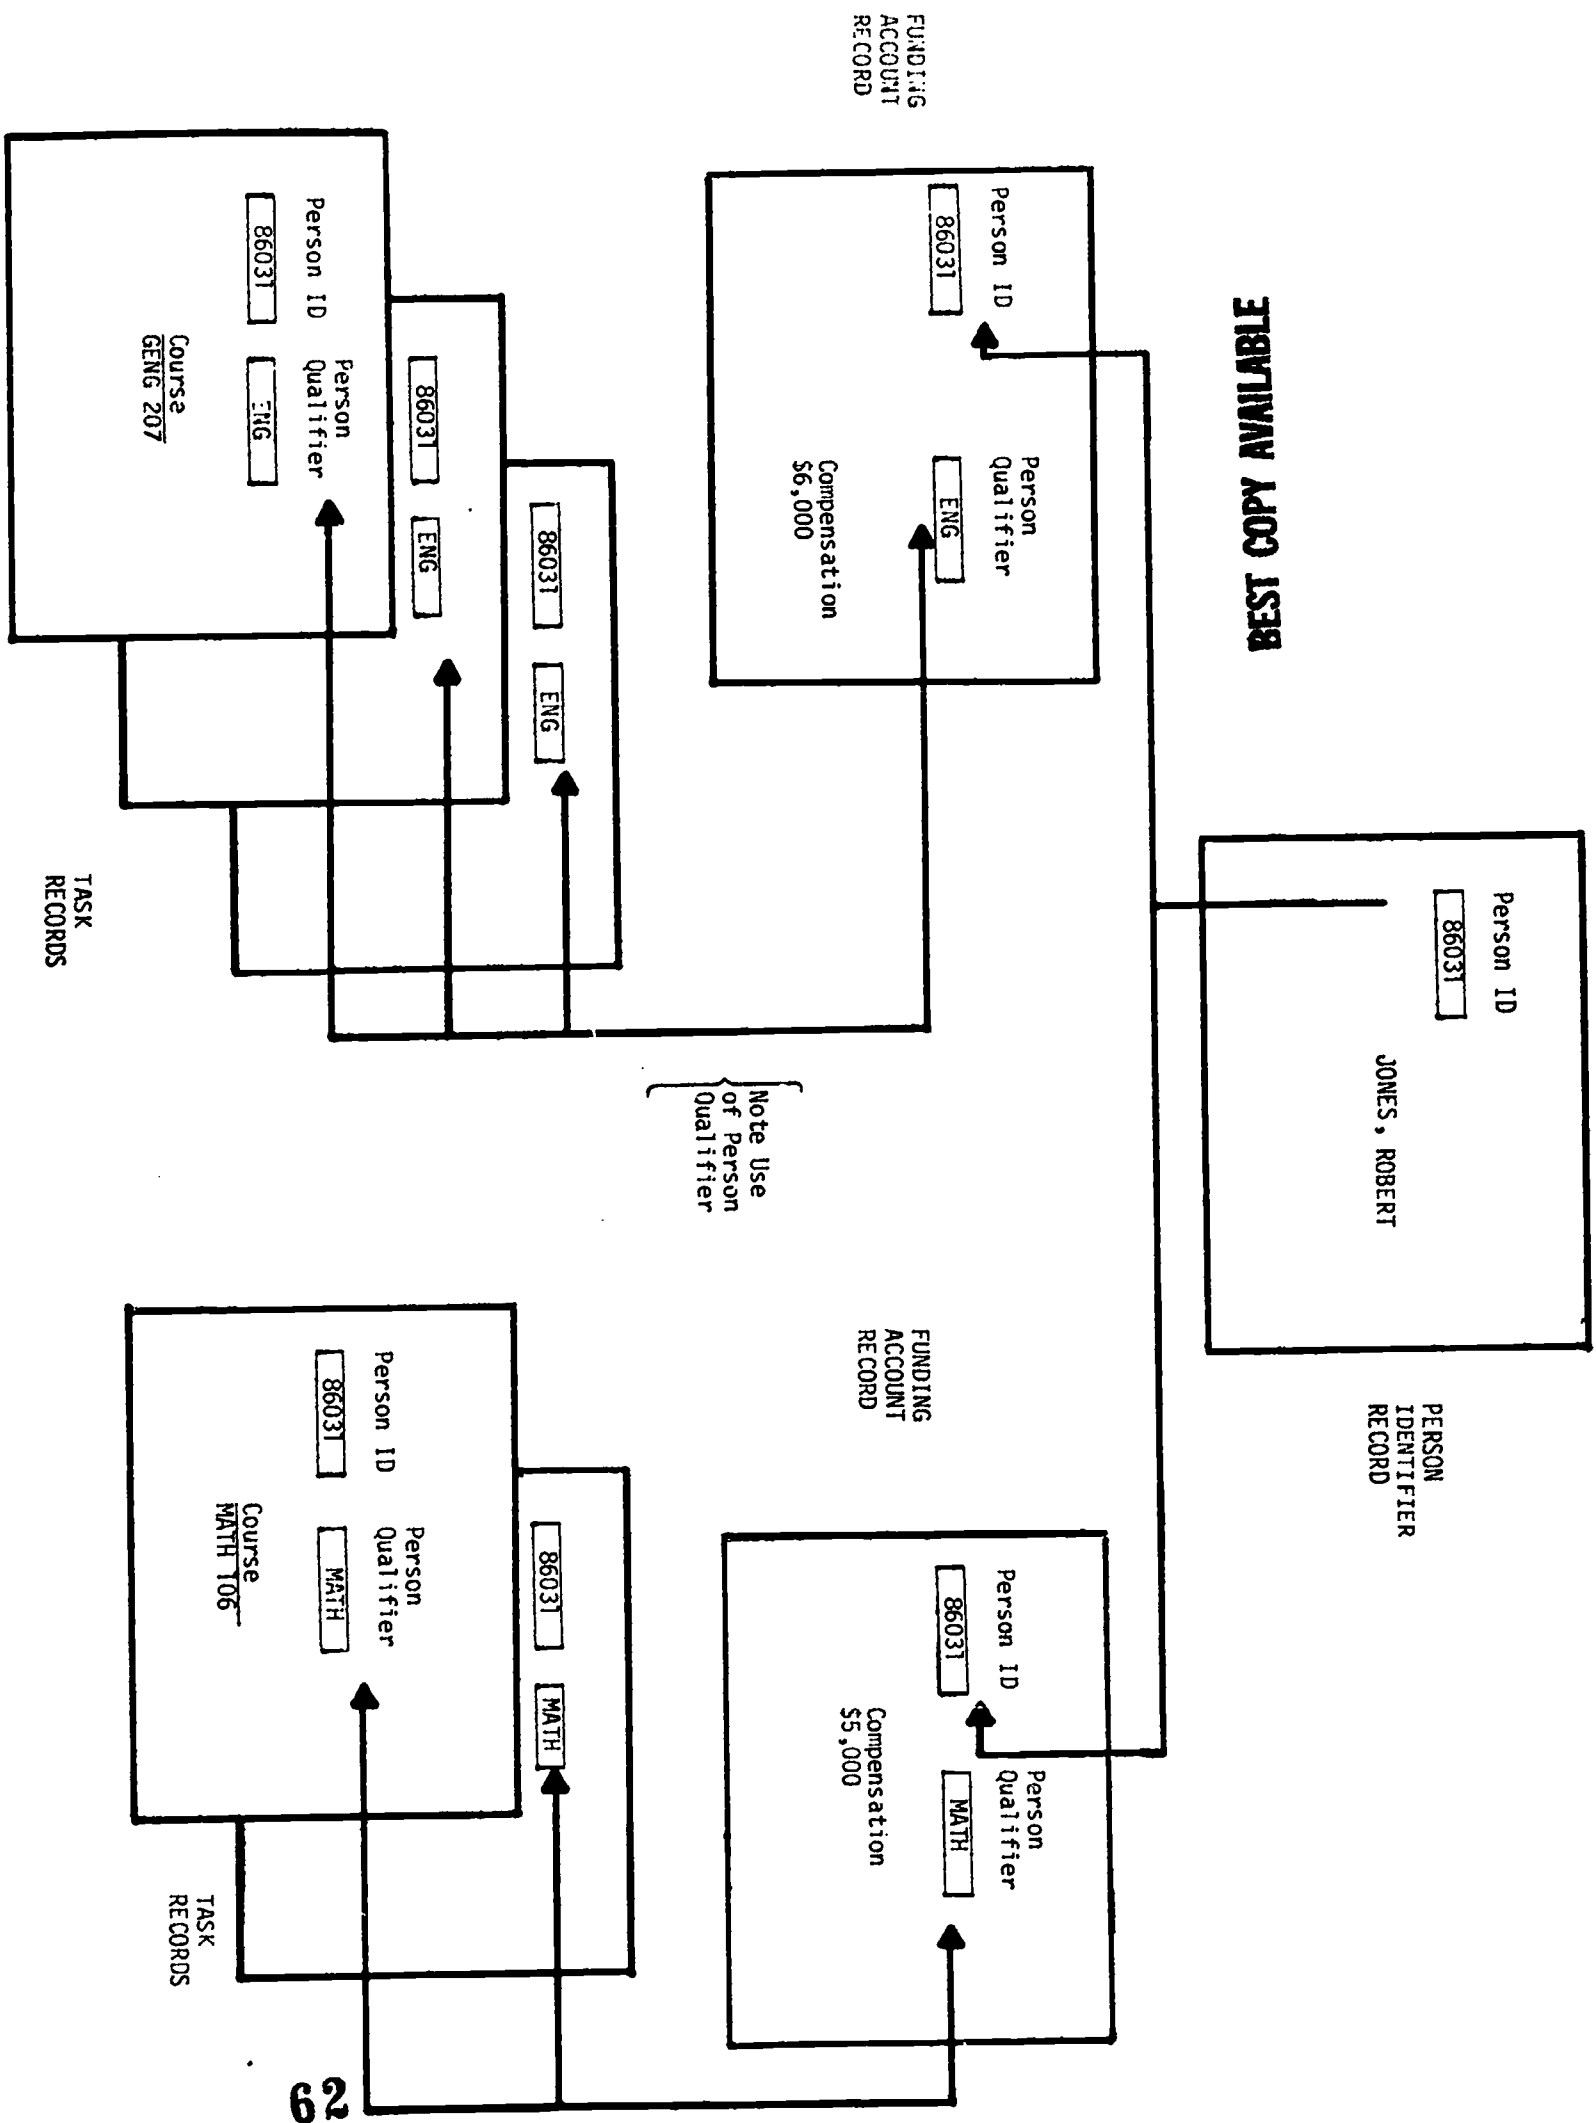 BEST COPY AVAILABLE
Person ID
86031
JONES, ROBERT
PERSON
IDENTIFIER
RECORD
FUNDING
ACCOUNT
RECORD
Person ID
86031
Person
Qualifier
ENG
Compensation
$6,000
FUNDING
ACCOUNT
RECORD
Person ID
86031
Person
Qualifier
MATH
Compensation
$5,000
Note Use
of Person
Qualifier
86031
ENG
86031
ENG
Person ID
86031
Person
Qualifier
ENG
Course
GENG 207
TASK
RECORDS
86031
MATH
Person ID
86031
Person
Qualifier
MATH
Course
MATH 106
TASK
RECORDS
62